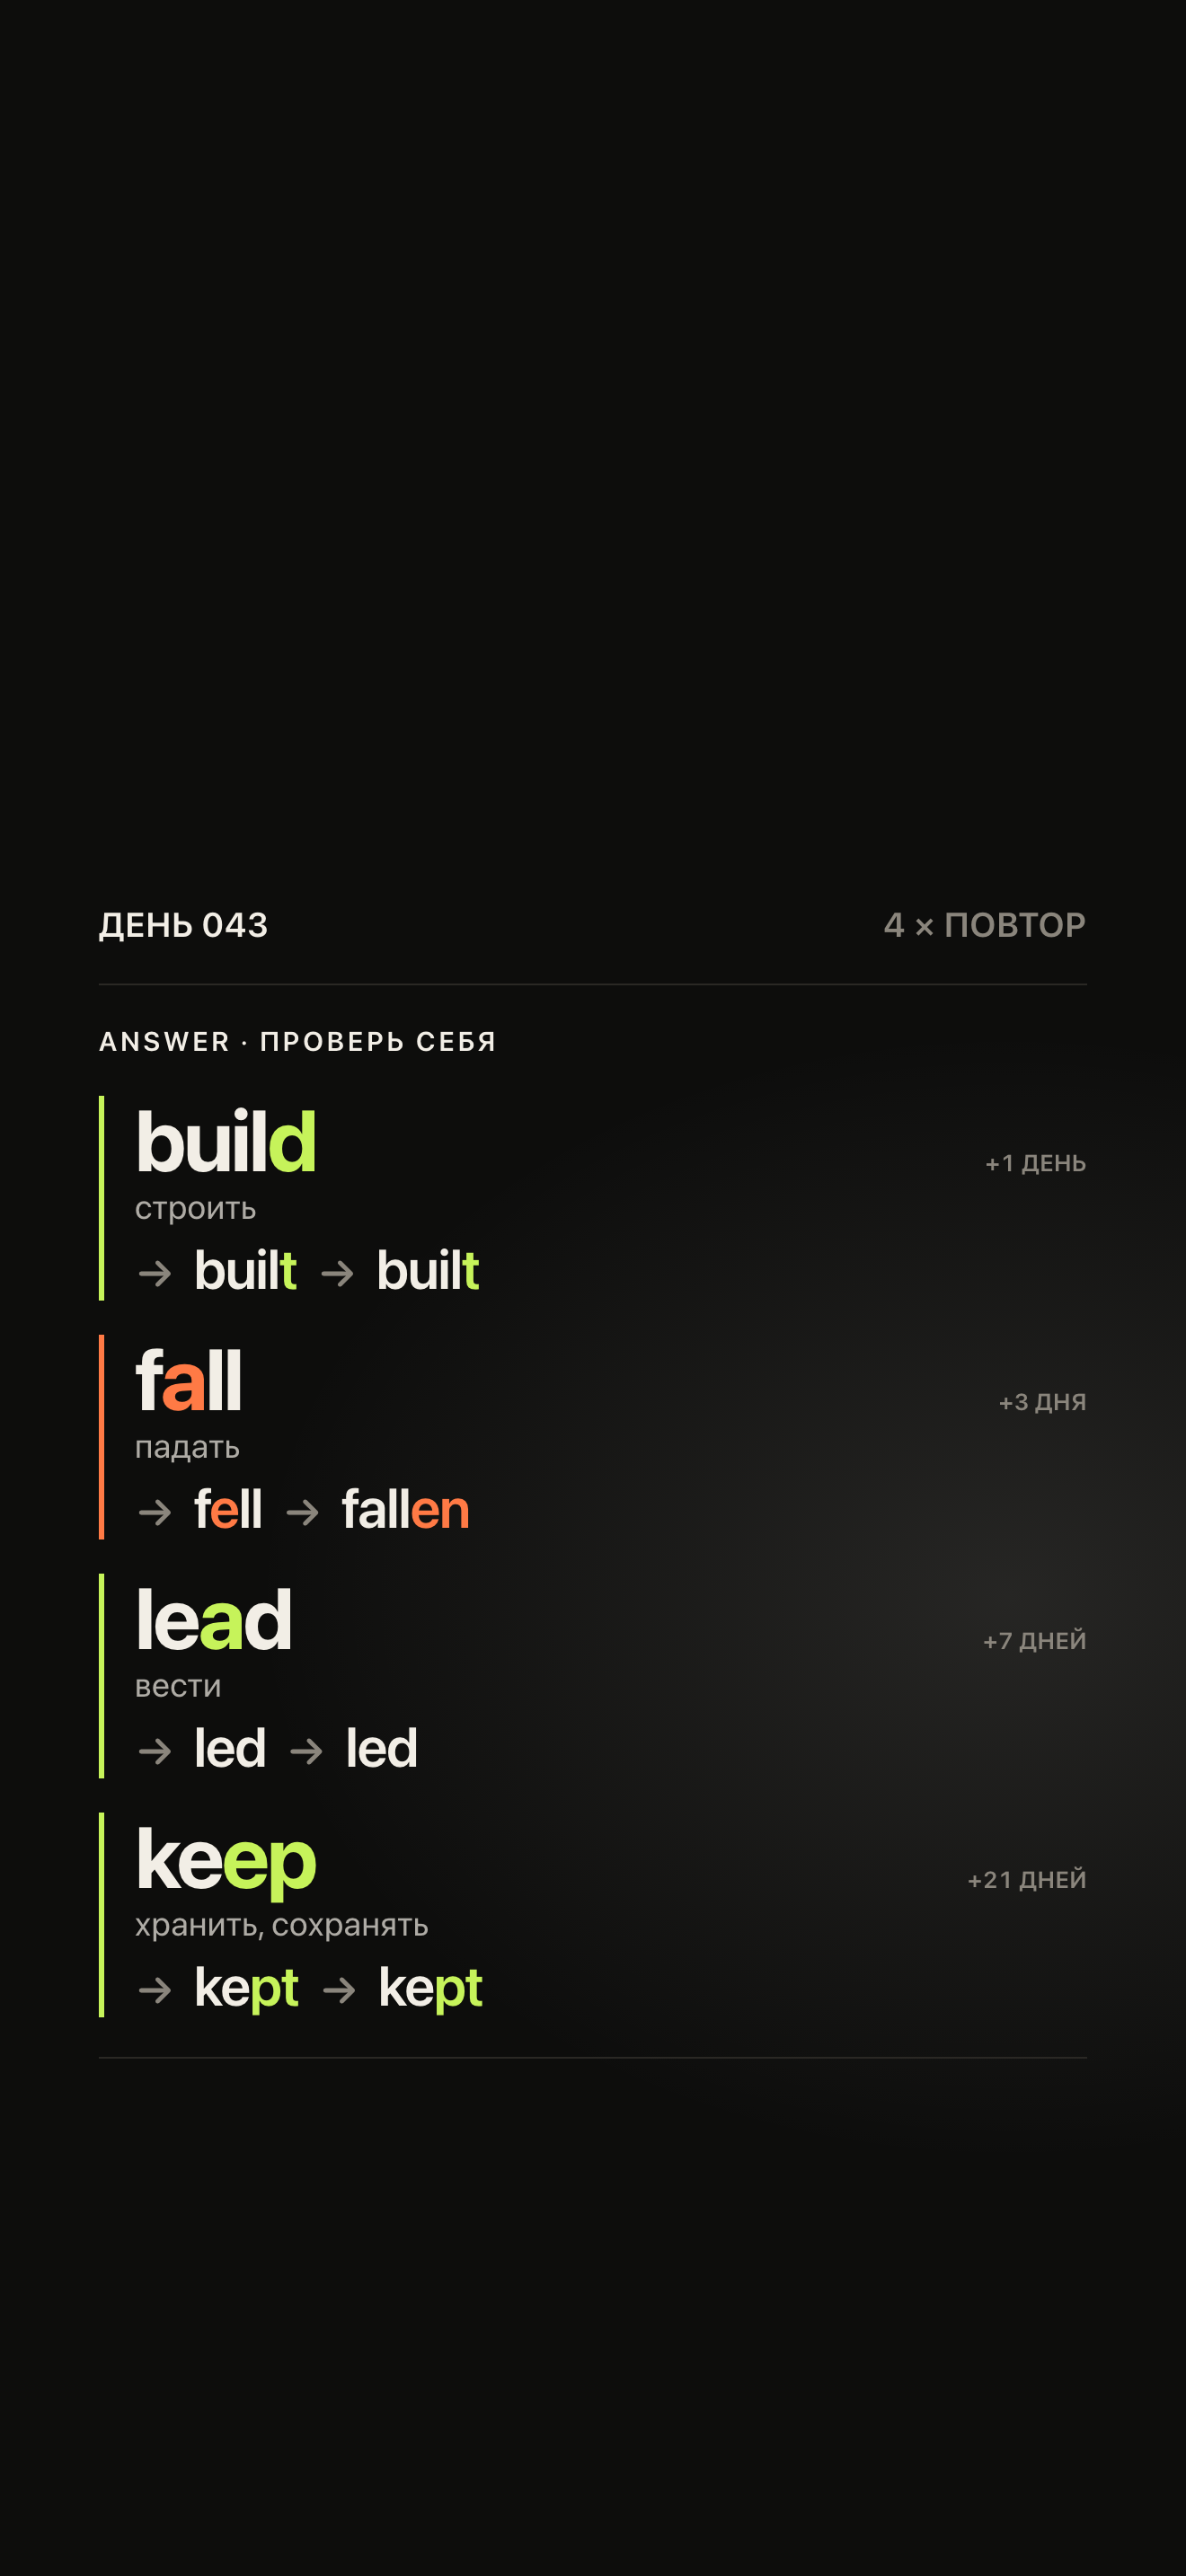 ДЕНЬ 043
4 × ПОВТОР
ANSWER · ПРОВЕРЬ СЕБЯ
build
+1 ДЕНЬ
строить
→ built → built
fall
+3 ДНЯ
падать
→ fell → fallen
lead
+7 ДНЕЙ
вести
→ led → led
keep
+21 ДНЕЙ
хранить, сохранять
→ kept → kept